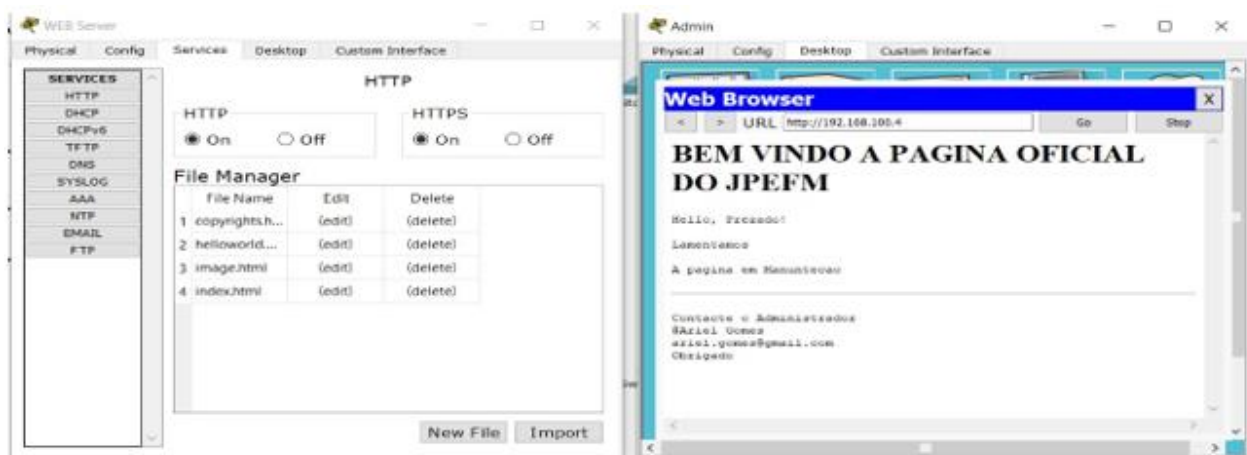 WEB Server
Physical Config Services Desktop Custom Interface
SERVICES
HTTP
DHCP
DHCPv6
TFTP
DNS
SYSLOG
AAA
NTP
EMAIL
FTP
HTTP
HTTP
On Off
HTTPS
On Off
File Manager
File Name Edit Delete
1 copyrights.h... (edit) (delete)
2 helloworld.... (edit) (delete)
3 image.html (edit) (delete)
4 index.html (edit) (delete)
New File Import
Admin
Physical Config Desktop Custom Interface
Web Browser X
< > URL http://192.168.100.4 Go Stop
BEM VINDO A PAGINA OFICIAL
DO JPEFM
Hello, Prezado!
Lamentamos
A pagina em Manuntevau
Contacte o Administrador
@Ariel Gomes
ariel.gomes@gmail.com
Obrigado